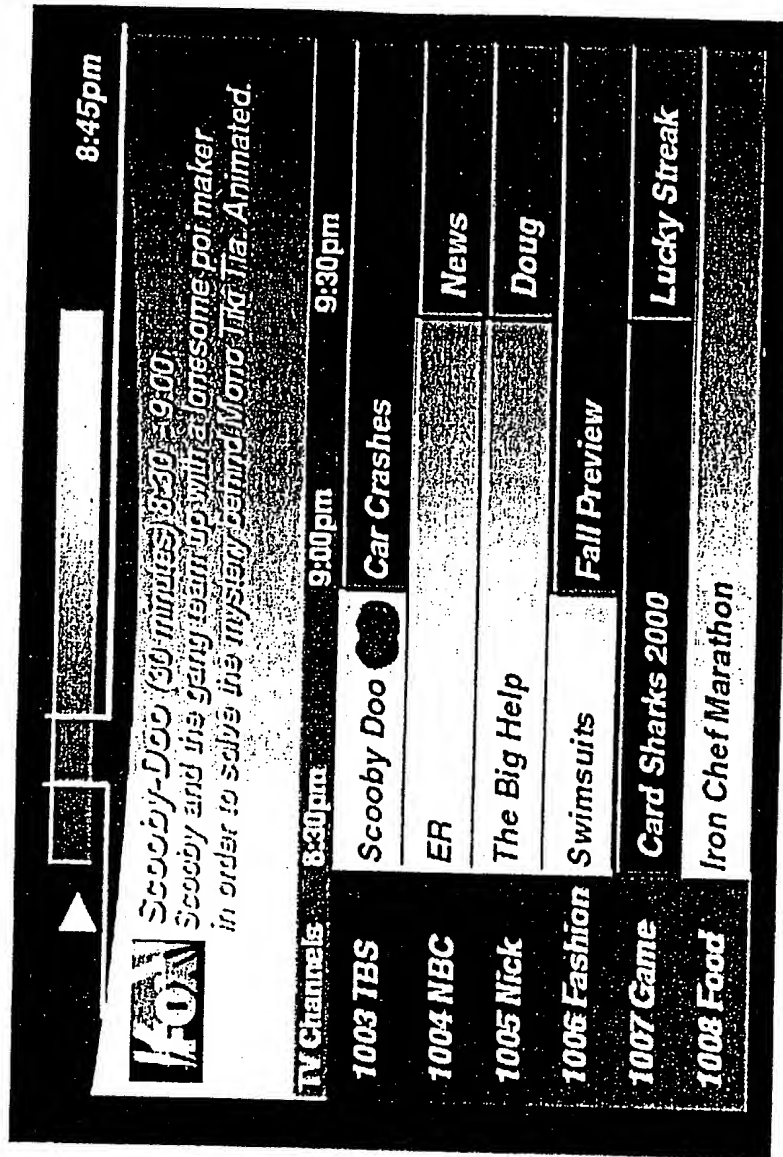 8:45pm
FOX
Scooby-Doo (30 minutes) 8:30 - 9:00
Scooby and the gang team up with a lonesome poi maker
in order to solve the mystery behind Mono Tiki Tia. Animated.
TV Channels 8:30pm 9:00pm 9:30pm
1003 TBS Scooby Doo Car Crashes
1004 NBC ER News
1005 Nick The Big Help Doug
1006 Fashion Swimsuits Fall Preview
1007 Game Card Sharks 2000 Lucky Streak
1008 Food Iron Chef Marathon